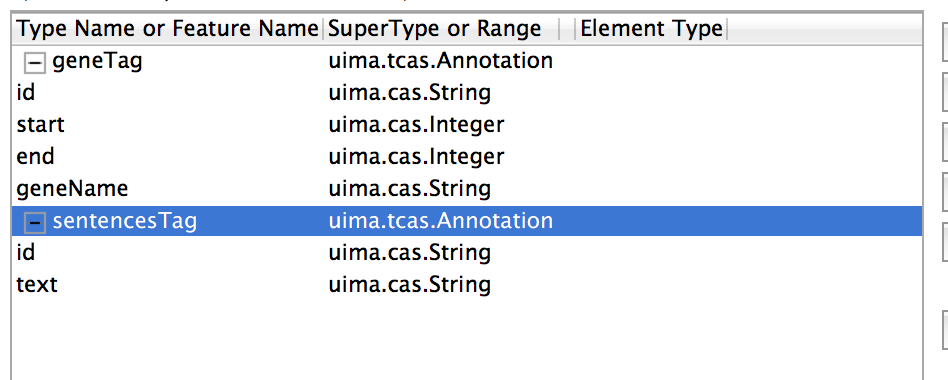 Type Name or Feature Name SuperType or Range Element Type
geneTag uima.tcas.Annotation
id uima.cas.String
start uima.cas.Integer
end uima.cas.Integer
geneName uima.cas.String
sentencesTag uima.tcas.Annotation
id uima.cas.String
text uima.cas.String